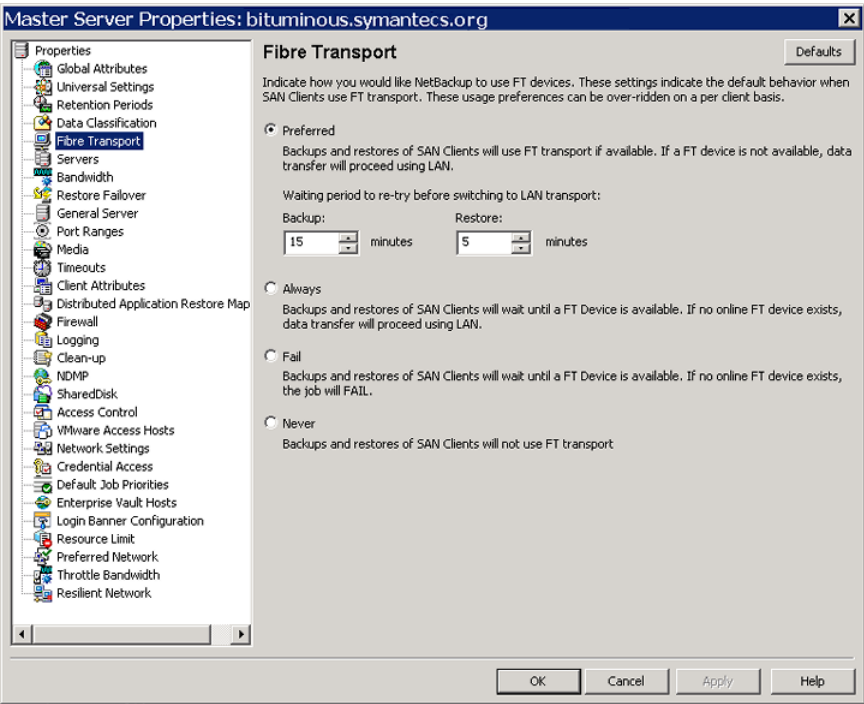 Master Server Properties: bituminous.symantecs.org
Properties
Global Attributes
Universal Settings
Retention Periods
Data Classification
Fibre Transport
Servers
Bandwidth
Restore Failover
General Server
Port Ranges
Media
Timeouts
Client Attributes
Distributed Application Restore Map
Firewall
Logging
Clean-up
NDMP
SharedDisk
Access Control
VMware Access Hosts
Network Settings
Credential Access
Default Job Priorities
Enterprise Vault Hosts
Login Banner Configuration
Resource Limit
Preferred Network
Throttle Bandwidth
Resilient Network
Fibre Transport
Defaults
Indicate how you would like NetBackup to use FT devices. These settings indicate the default behavior when
SAN Clients use FT transport. These usage preferences can be over-ridden on a per client basis.
Preferred
Backups and restores of SAN Clients will use FT transport if available. If a FT device is not available, data
transfer will proceed using LAN.
Waiting period to re-try before switching to LAN transport:
Backup: Restore:
15 minutes 5 minutes
Always
Backups and restores of SAN Clients will wait until a FT Device is available. If no online FT device exists,
data transfer will proceed using LAN.
Fail
Backups and restores of SAN Clients will wait until a FT Device is available. If no online FT device exists,
the job will FAIL.
Never
Backups and restores of SAN Clients will not use FT transport
OK Cancel Apply Help